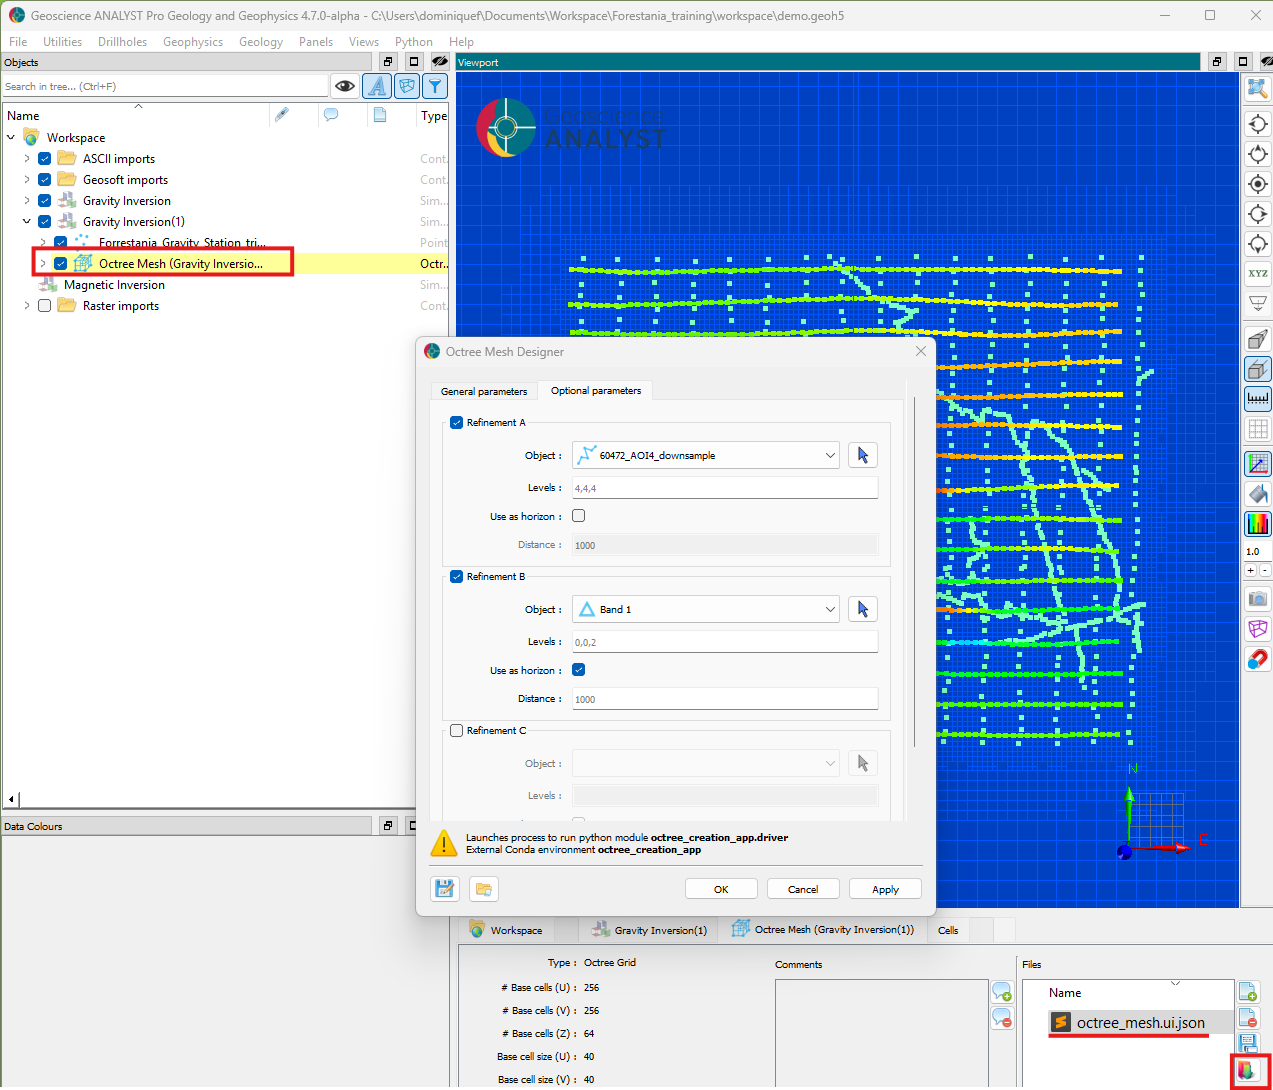 Geoscience ANALYST Pro Geology and Geophysics 4.7.0-alpha - C:\Users\dominiquef\Documents\Workspace\Forestania_training\workspace\demo.geoh5
File Utilities Drillholes Geophysics Geology Panels Views Python Help
Objects
Viewport
Search in tree... (Ctrl+F)
Name
Type
Workspace
ASCII imports
Cont.
Geosoft imports
Cont.
Gravity Inversion
Sim...
Gravity Inversion(1)
Sim...
Forrestania_Gravity_Station_tri...
Point
Octree Mesh (Gravity Inversio...
Octr..
Magnetic Inversion
Sim...
Raster imports
Cont.
Geoscience
ANALYST
XYZ
1.0
+ -
Octree Mesh Designer
General parameters
Optional parameters
Refinement A
Object :
60472_AOI4_downsample
Levels :
4,4,4
Use as horizon :
Distance :
1000
Refinement B
Object :
Band 1
Levels :
0,0,2
Use as horizon :
Distance :
1000
Refinement C
Object :
Levels :
Launches process to run python module octree_creation_app.driver
External Conda environment octree_creation_app
OK
Cancel
Apply
N
E
Data Colours
Workspace
Gravity Inversion(1)
Octree Mesh (Gravity Inversion(1))
Cells
Type : Octree Grid
# Base cells (U) : 256
# Base cells (V) : 256
# Base cells (Z) : 64
Base cell size (U) : 40
Base cell size (V) : 40
Comments
Files
Name
octree_mesh.ui.json